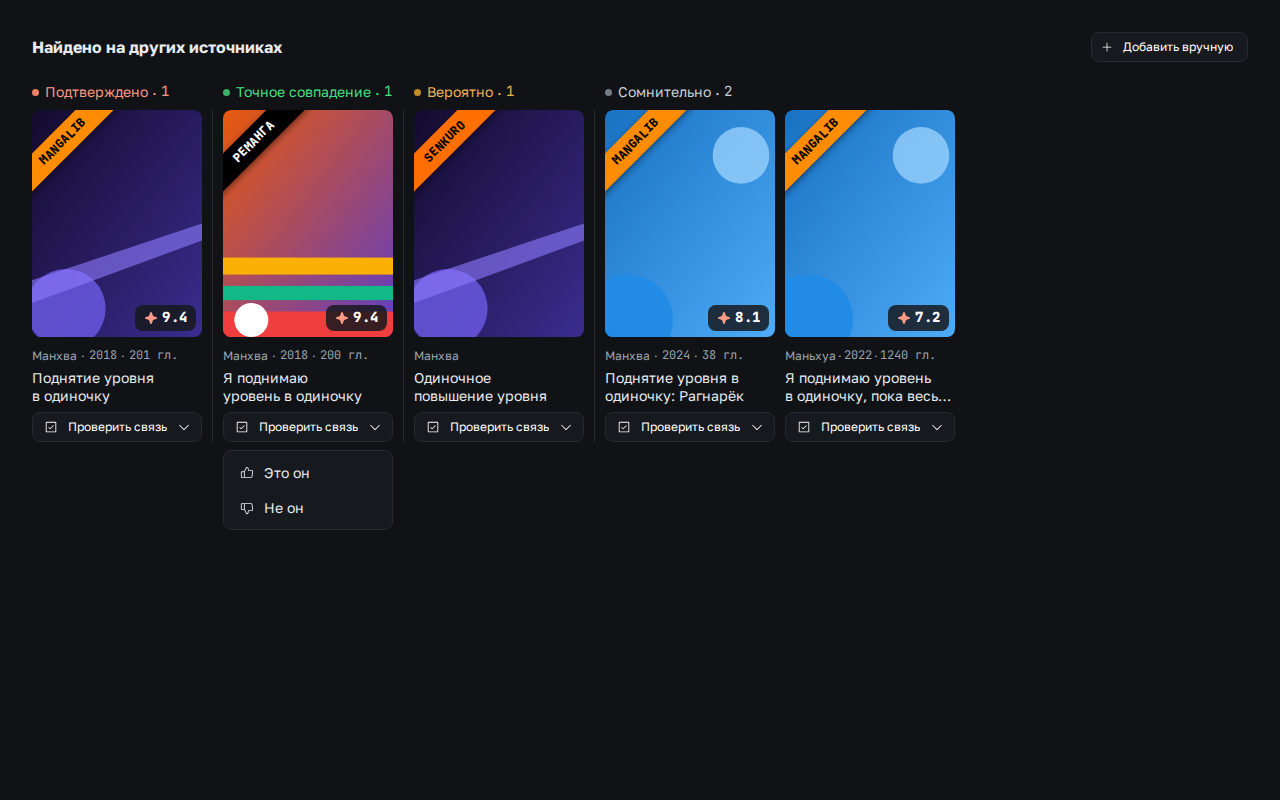 Найдено на других источниках
Добавить вручную
Подтверждено · 1
Точное совпадение · 1
Вероятно · 1
Сомнительно · 2
MANGALIB
РЕМАНГА
SENKURO
MANGALIB
MANGALIB
9.4
9.4
8.1
7.2
Манхва · 2018 · 201 гл.
Поднятие уровня
в одиночку
Проверить связь
Манхва · 2018 · 200 гл.
Я поднимаю
уровень в одиночку
Проверить связь
Это он
Не он
Манхва
Одиночное
повышение уровня
Проверить связь
Манхва · 2024 · 38 гл.
Поднятие уровня в
одиночку: Рагнарёк
Проверить связь
Маньхуа · 2022 · 1240 гл.
Я поднимаю уровень
в одиночку, пока весь...
Проверить связь